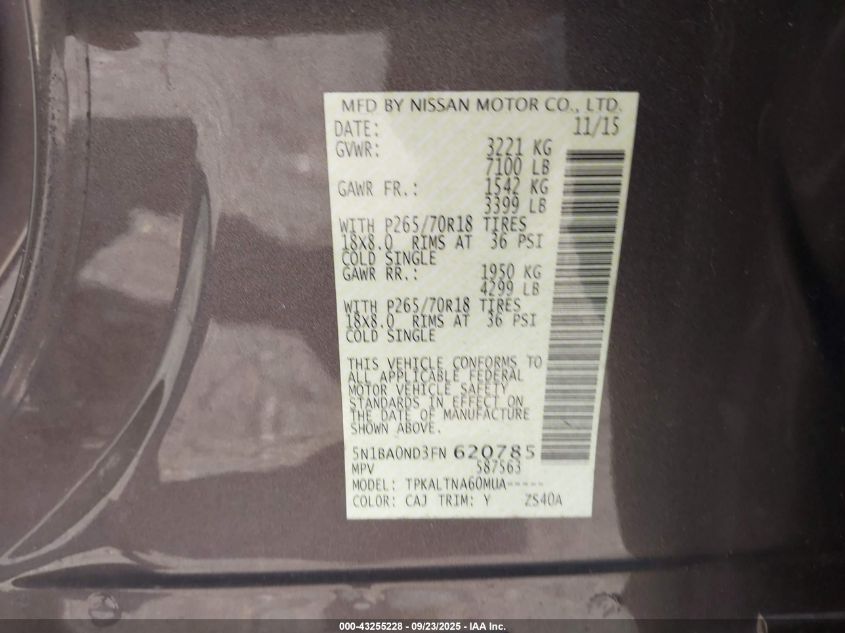 MFD BY NISSAN MOTOR CO., LTD.
DATE: 11/15
GVWR: 3221 KG
7100 LB
GAWR FR.: 1542 KG
3399 LB
WITH P265/70R18 TIRES
18X8.0 RIMS AT 36 PSI
COLD SINGLE
GAWR RR.: 1950 KG
4299 LB
WITH P265/70R18 TIRES
18X8.0 RIMS AT 36 PSI
COLD SINGLE
THIS VEHICLE CONFORMS TO
ALL APPLICABLE FEDERAL
MOTOR VEHICLE SAFETY
STANDARDS IN EFFECT ON
THE DATE OF MANUFACTURE
SHOWN ABOVE.
5N1BA0ND3FN 620785
MPV 587563
MODEL: TPKALTNA60MUA-----
COLOR: CAJ TRIM: Y ZS40A
000-43255228 - 09/23/2025 - IAA Inc.